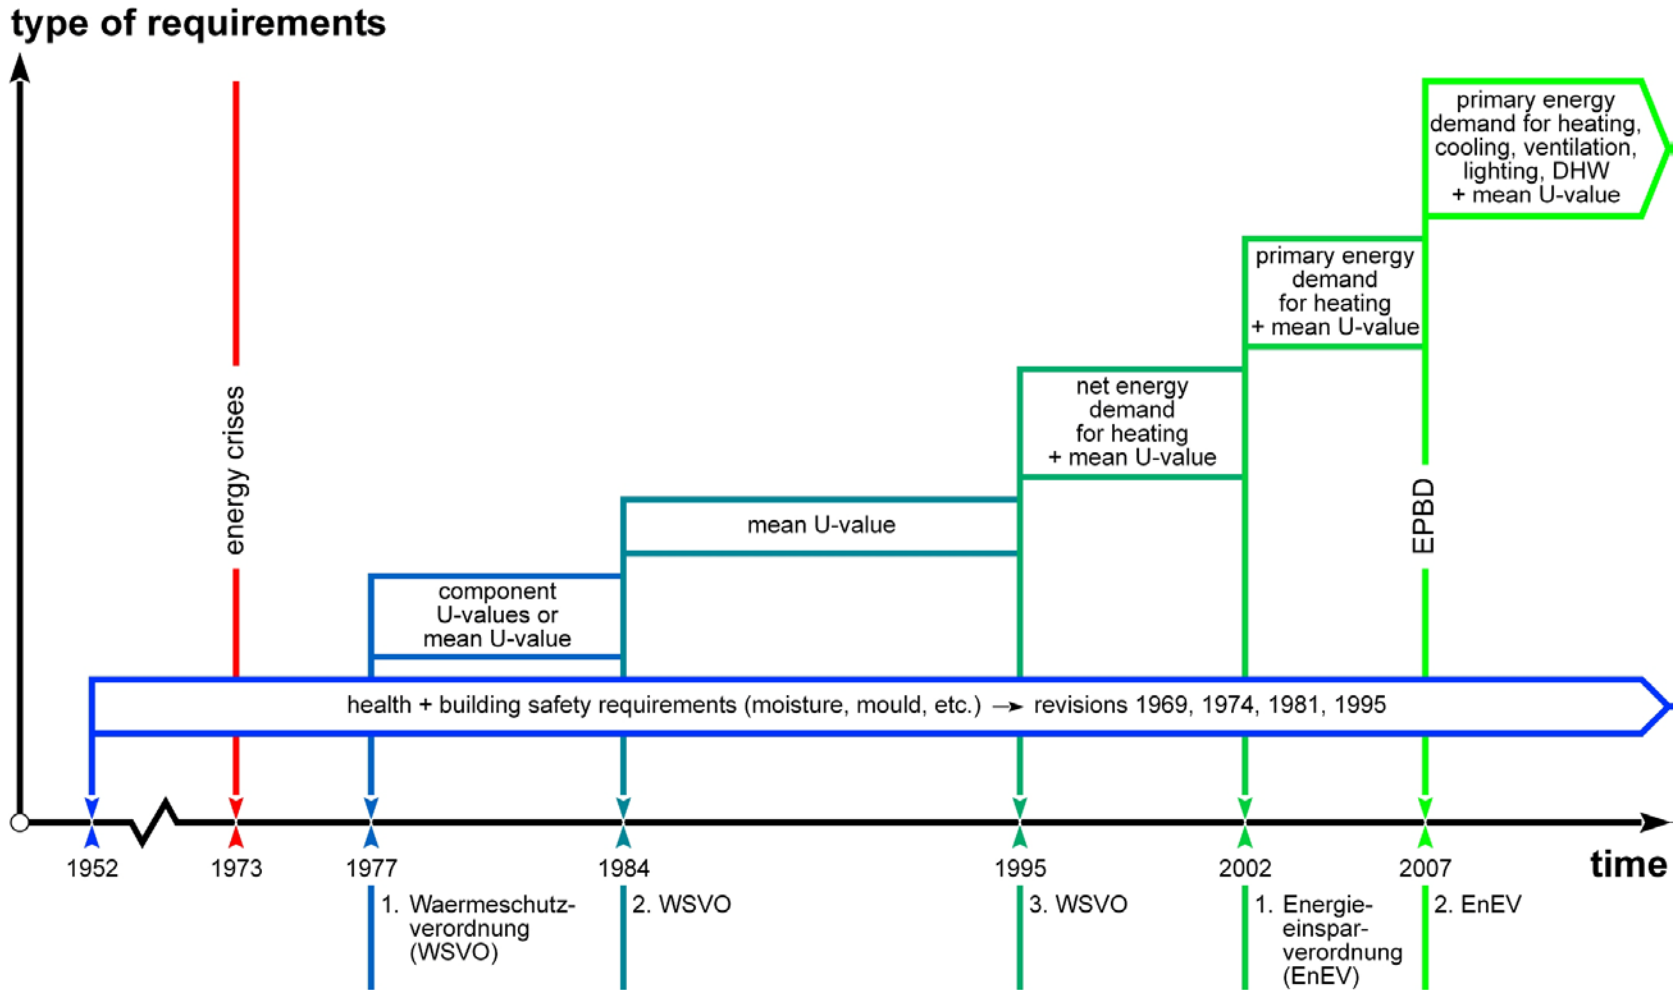 type of requirements
primary energy
demand for heating,
cooling, ventilation,
lighting, DHW
+ mean U-value
primary energy
demand
for heating
+ mean U-value
net energy
demand
for heating
+ mean U-value
energy crises
EPBD
mean U-value
component
U-values or
mean U-value
health + building safety requirements (moisture, mould, etc.) → revisions 1969, 1974, 1981, 1995
1952 1973 1977 1984 1995 2002 2007 time
1. Waermeschutz-
verordnung
(WSVO)
2. WSVO
3. WSVO
1. Energie-
einspar-
verordnung
(EnEV)
2. EnEV